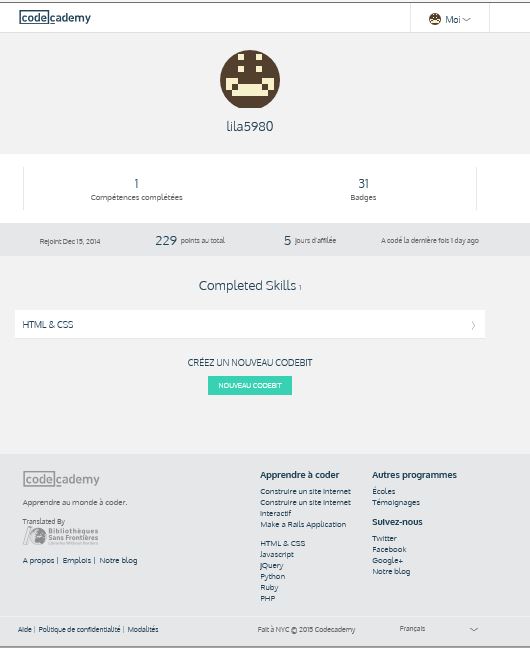 codecademy
Moi
lila5980
1
Compétences complétées
31
Badges
Rejoint Dec 15, 2014
229 points au total
5 jours d'affilée
A codé la dernière fois 1 day ago
Completed Skills 1
HTML & CSS
CRÉEZ UN NOUVEAU CODEBIT
NOUVEAU CODEBIT
codecademy
Apprendre au monde à coder.
Translated By
Bibliothèques
Sans Frontières
A propos | Emplois | Notre blog
Apprendre à coder
Construire un site Internet
Construire un site Internet
Interactif
Make a Rails Application
HTML & CSS
Javascript
jQuery
Python
Ruby
PHP
Autres programmes
Écoles
Témoignages
Suivez-nous
Twitter
Facebook
Google+
Notre blog
Aide | Politique de confidentialité | Modalités
Fait à NYC © 2015 Codecademy
Français